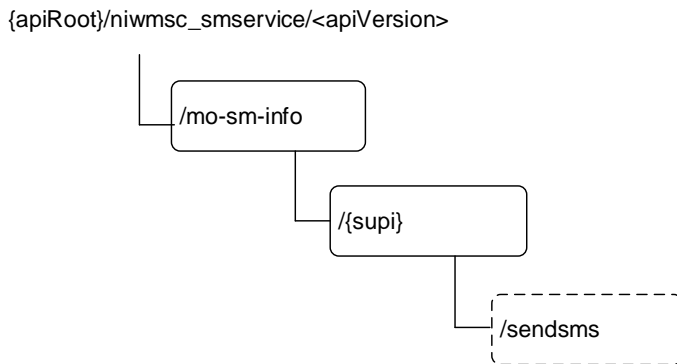 {apiRoot}/niwmsc_smservice/<apiVersion>
/mo-sm-info
/{supi}
/sendsms